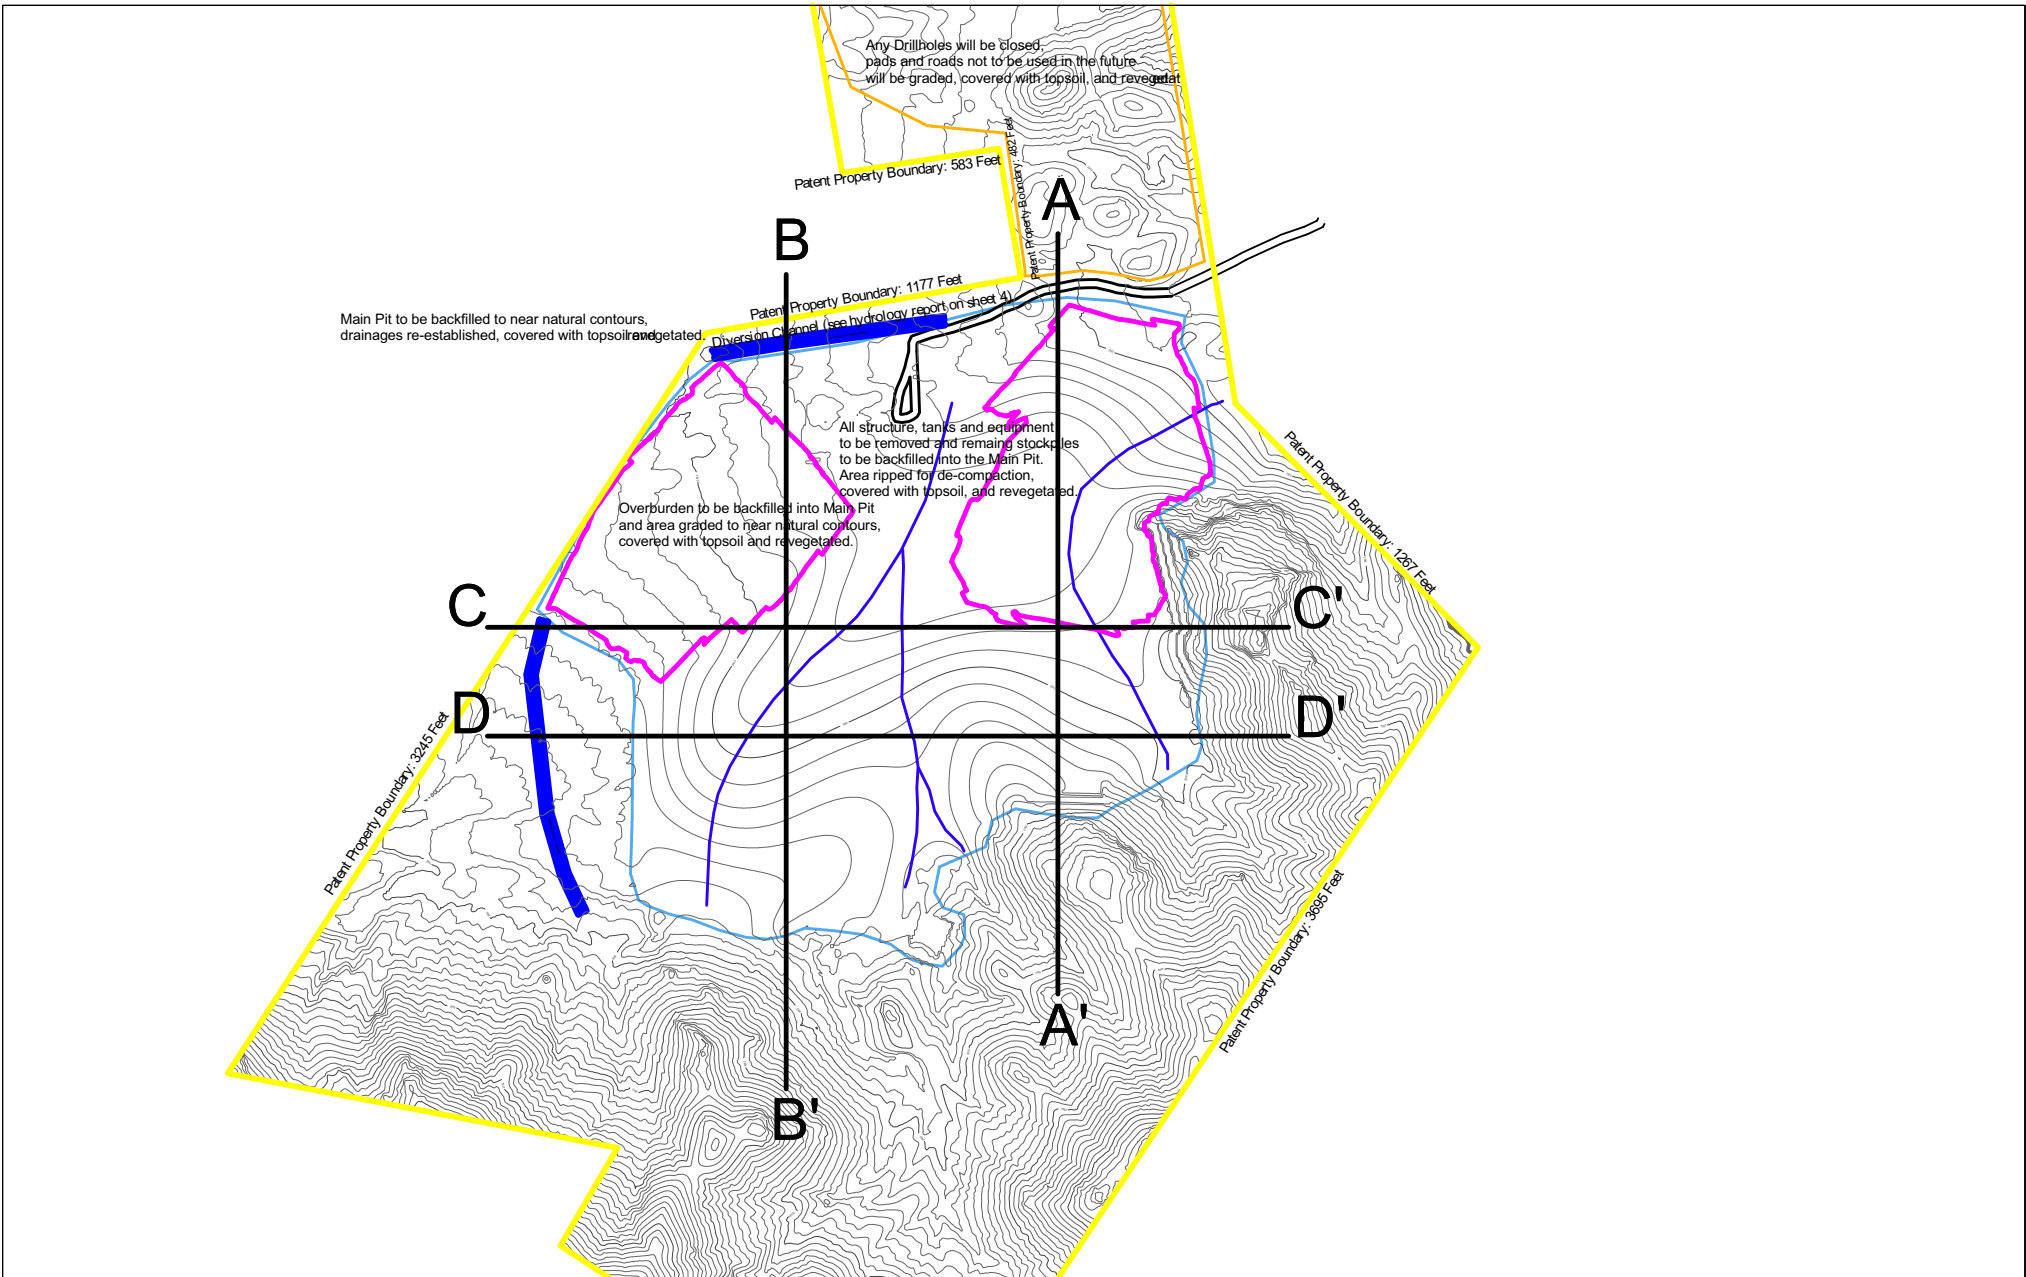 Any Drillholes will be closed,
pads and roads not to be used in the future
will be graded, covered with topsoil, and revegetat
Patent Property Boundary: 583 Feet
Patent Property Boundary: 482 Feet
A
B
Patent Property Boundary: 1177 Feet
Diversion Channel (see hydrology report on sheet 4)
Main Pit to be backfilled to near natural contours,
drainages re-established, covered with topsoil and revegetated.
All structure, tanks and equipment
to be removed and remaing stockpiles
to be backfilled into the Main Pit.
Area ripped for de-compaction,
covered with topsoil, and revegetated.
Patent Property Boundary: 1267 Feet
Overburden to be backfilled into Main Pit
and area graded to near natural contours,
covered with topsoil and revegetated.
C
C'
D
D'
Patent Property Boundary: 3245 Feet
Patent Property Boundary: 3695 Feet
A'
B'